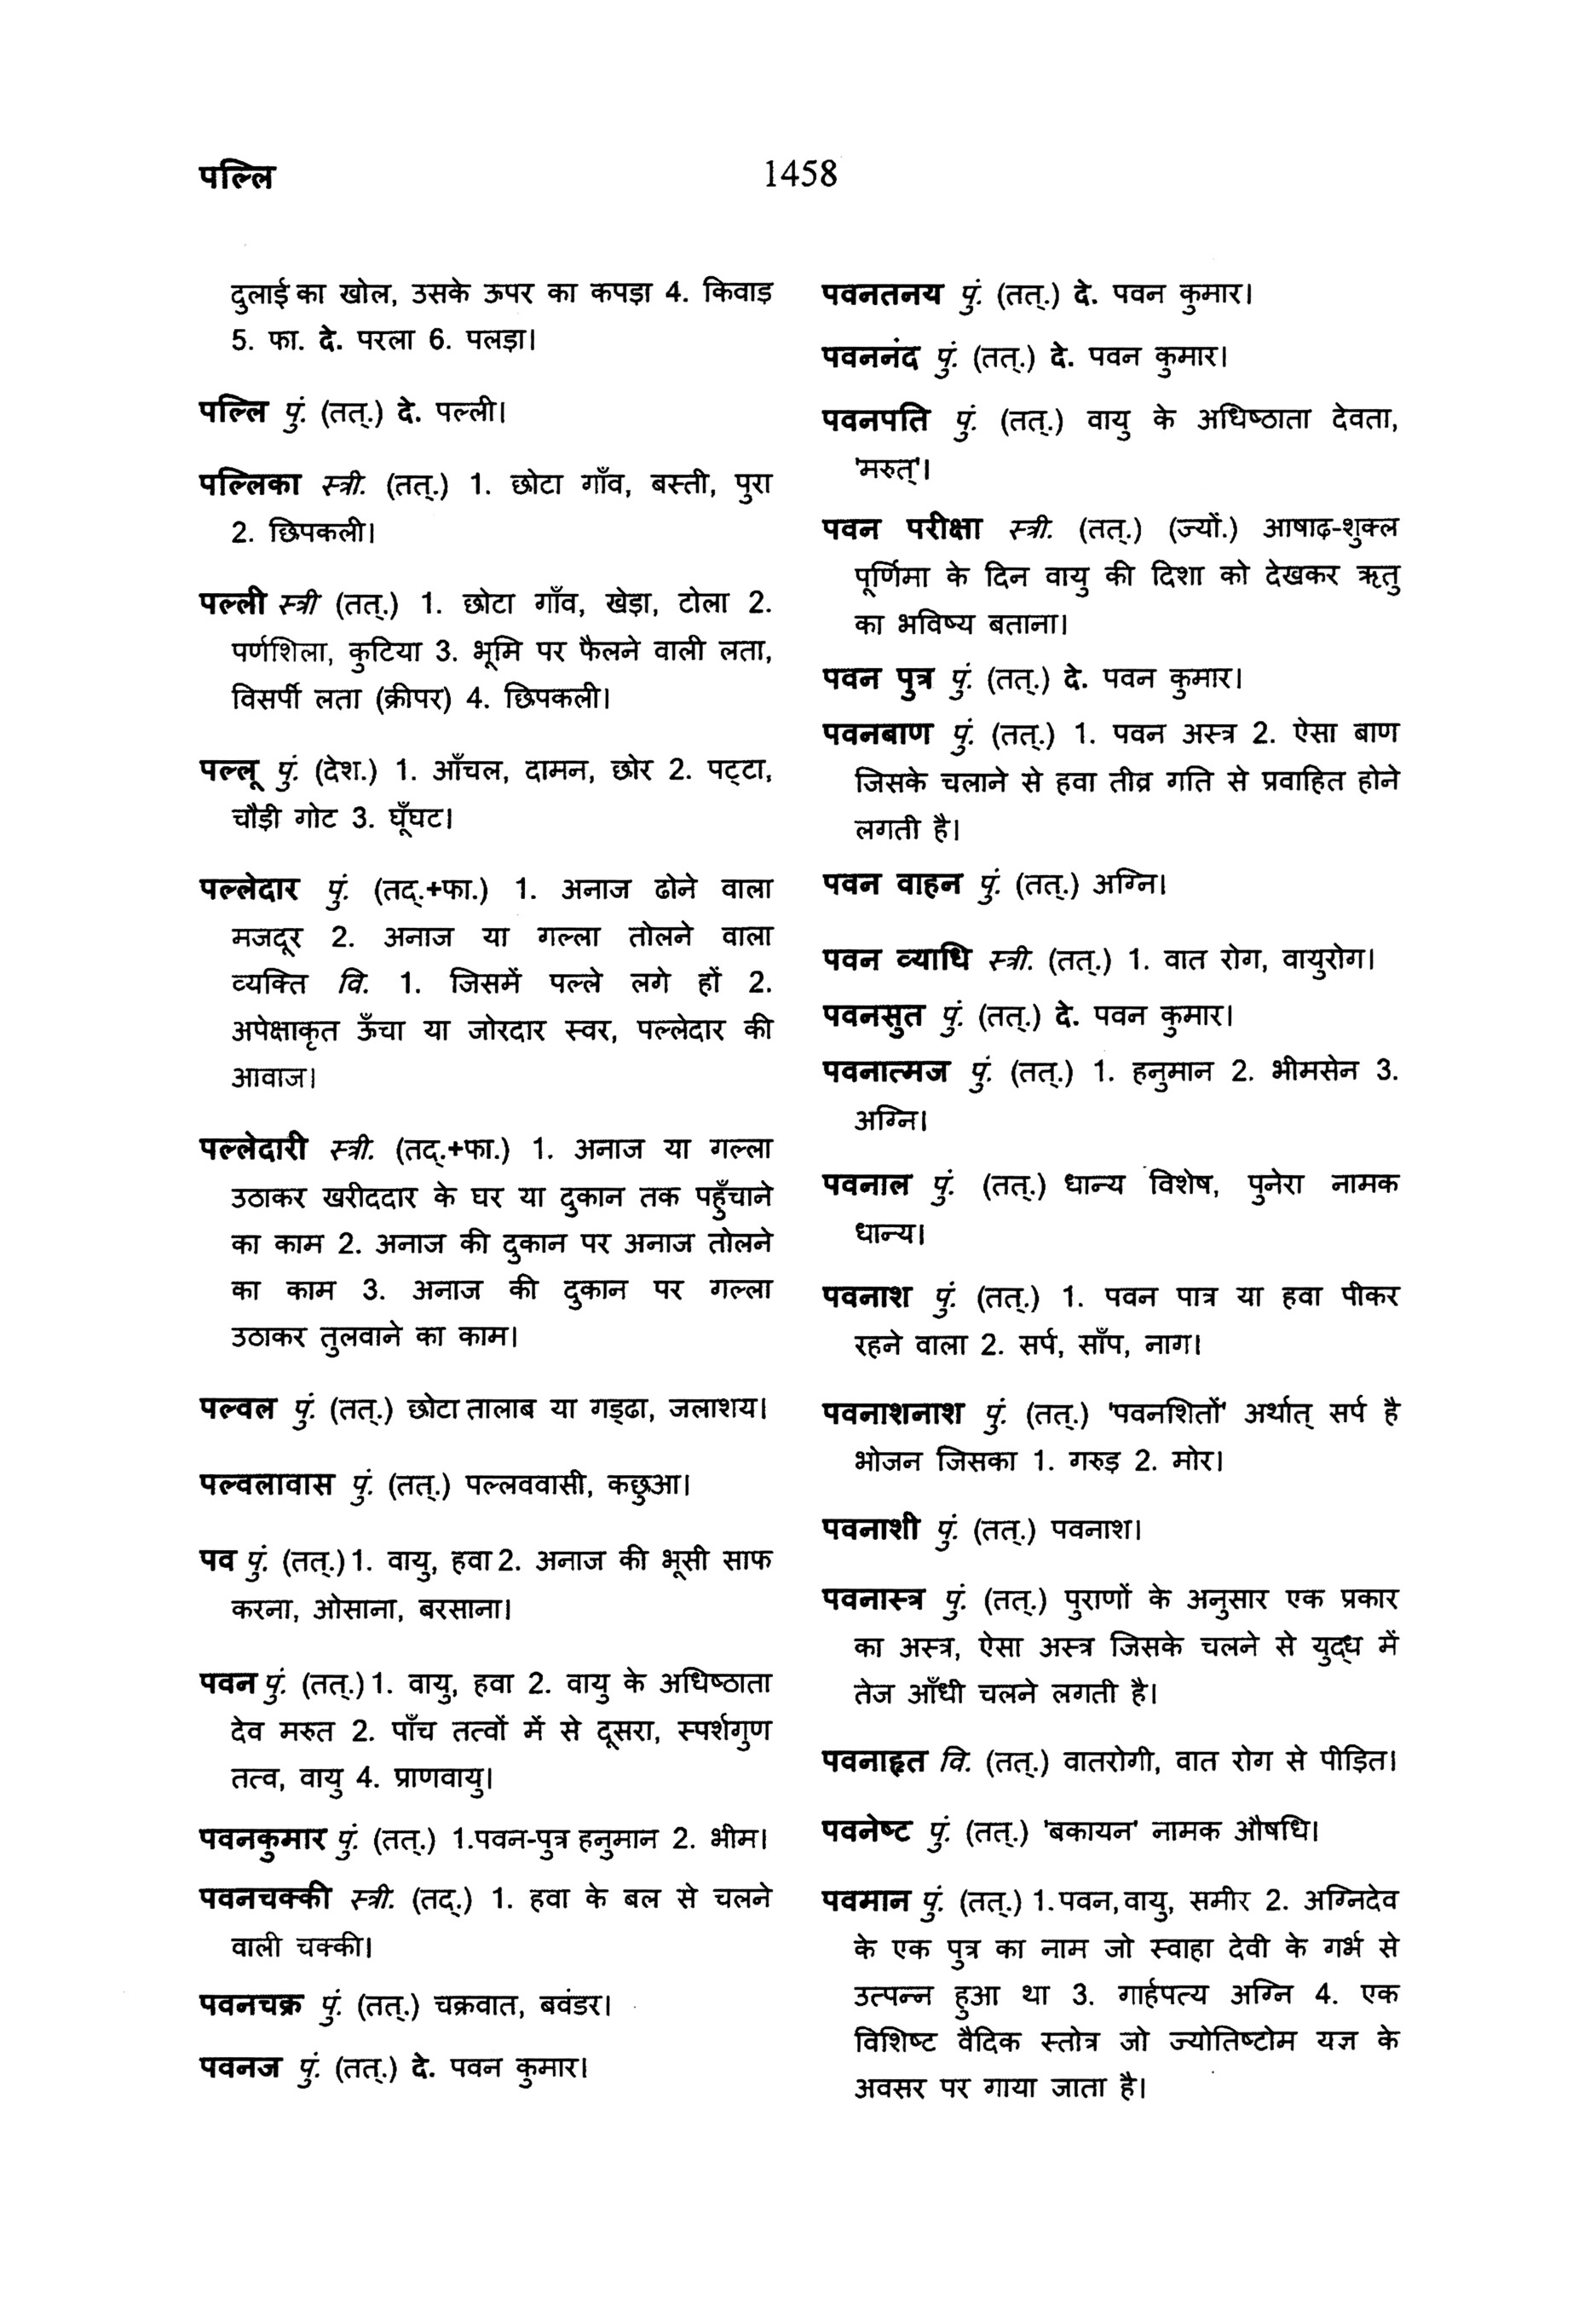 पल्लि
1458
दुलाई का खोल, उसके ऊपर का कपड़ा 4. किवाड़
5. फा. दे. परला 6. पलड़ा।
पल्लि पुं. (तत्.) दे. पल्ली।
पल्लिका स्त्री. (तत्.) 1. छोटा गाँव, बस्ती, पुरा
2. छिपकली।
पल्ली स्त्री (तत्.) 1. छोटा गाँव, खेड़ा, टोला 2.
पर्णशिला, कुटिया 3. भूमि पर फैलने वाली लता,
विसर्पी लता (क्रीपर) 4. छिपकली।
पल्लू पुं. (देश.) 1. आँचल, दामन, छोर 2. पट्टा,
चौड़ी गोट 3. घूँघट।
पल्लेदार पुं. (तद्.+फा.) 1. अनाज ढोने वाला
मजदूर 2. अनाज या गल्ला तोलने वाला
व्यक्ति वि. 1. जिसमें पल्ले लगे हों 2.
अपेक्षाकृत ऊँचा या जोरदार स्वर, पल्लेदार की
आवाज।
पल्लेदारी स्त्री. (तद्.+फा.) 1. अनाज या गल्ला
उठाकर खरीददार के घर या दुकान तक पहुँचाने
का काम 2. अनाज की दुकान पर अनाज तोलने
का काम 3. अनाज की दुकान पर गल्ला
उठाकर तुलवाने का काम।
पल्वल पुं. (तत्.) छोटा तालाब या गड्ढा, जलाशय।
पल्वलावास पुं. (तत्.) पल्लववासी, कछुआ।
पव पुं. (तत्.) 1. वायु, हवा 2. अनाज की भूसी साफ
करना, ओसाना, बरसाना।
पवन पुं. (तत्.) 1. वायु, हवा 2. वायु के अधिष्ठाता
देव मरुत 2. पाँच तत्वों में से दूसरा, स्पर्शगुण
तत्व, वायु 4. प्राणवायु।
पवनकुमार पुं. (तत्.) 1.पवन-पुत्र हनुमान 2. भीम।
पवनचक्की स्त्री. (तद्.) 1. हवा के बल से चलने
वाली चक्की।
पवनचक्र पुं. (तत्.) चक्रवात, बवंडर।
पवनज पुं. (तत्.) दे. पवन कुमार।
पवनतनय पुं. (तत्.) दे. पवन कुमार।
पवननंद पुं. (तत्.) दे. पवन कुमार।
पवनपति पुं. (तत्.) वायु के अधिष्ठाता देवता,
'मरुत्'।
पवन परीक्षा स्त्री. (तत्.) (ज्यों.) आषाढ़-शुक्ल
पूर्णिमा के दिन वायु की दिशा को देखकर ऋतु
का भविष्य बताना।
पवन पुत्र पुं. (तत्.) दे. पवन कुमार।
पवनबाण पुं. (तत्.) 1. पवन अस्त्र 2. ऐसा बाण
जिसके चलाने से हवा तीव्र गति से प्रवाहित होने
लगती है।
पवन वाहन पुं. (तत्.) अग्नि।
पवन व्याधि स्त्री. (तत्.) 1. वात रोग, वायुरोग।
पवनसुत पुं. (तत्.) दे. पवन कुमार।
पवनात्मज पुं. (तत्.) 1. हनुमान 2. भीमसेन 3.
अग्नि।
पवनाल पुं. (तत्.) धान्य विशेष, पुनेरा नामक
धान्य।
पवनाश पुं. (तत्.) 1. पवन पात्र या हवा पीकर
रहने वाला 2. सर्प, साँप, नाग।
पवनाशनाश पुं. (तत्.) 'पवनशितों' अर्थात् सर्प है
भोजन जिसका 1. गरुड़ 2. मोर।
पवनाशी पुं. (तत्.) पवनाश।
पवनास्त्र पुं. (तत्.) पुराणों के अनुसार एक प्रकार
का अस्त्र, ऐसा अस्त्र जिसके चलने से युद्ध में
तेज आँधी चलने लगती है।
पवनाहृत वि. (तत्.) वातरोगी, वात रोग से पीड़ित।
पवनेष्ट पुं. (तत्.) 'बकायन' नामक औषधि।
पवमान पुं. (तत्.) 1.पवन, वायु, समीर 2. अग्निदेव
के एक पुत्र का नाम जो स्वाहा देवी के गर्भ से
उत्पन्न हुआ था 3. गार्हपत्य अग्नि 4. एक
विशिष्ट वैदिक स्तोत्र जो ज्योतिष्टोम यज्ञ के
अवसर पर गाया जाता है।